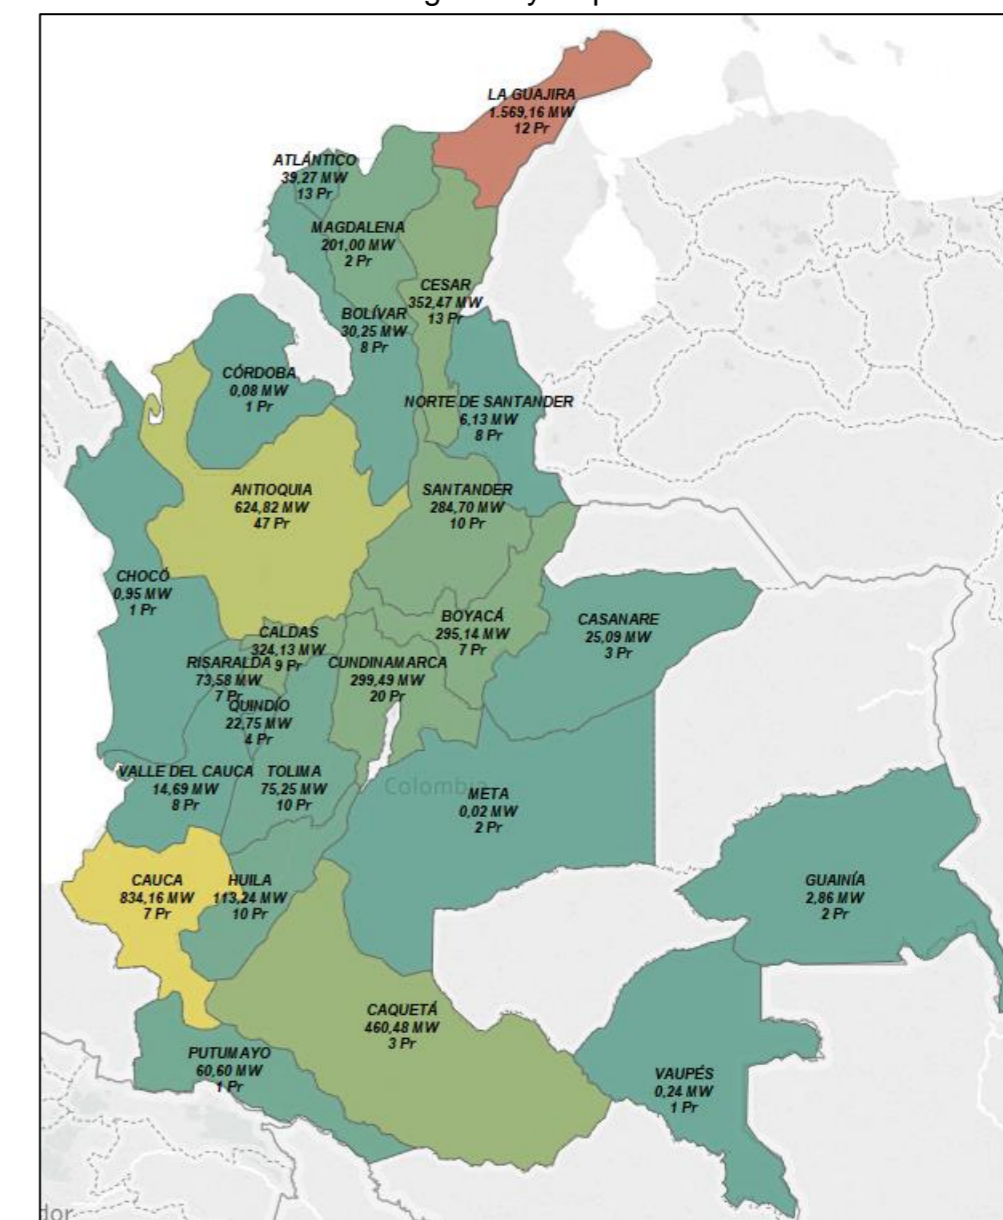 LA GUAJIRA
1.569,16 MW
12 Pr
ATLÁNTICO
39,27 MW
13 Pr
MAGDALENA
201,00 MW
2 Pr
CESAR
352,47 MW
13 Pr
BOLÍVAR
30,25 MW
8 Pr
CÓRDOBA
0,08 MW
1 Pr
NORTE DE SANTANDER
6,13 MW
8 Pr
ANTIOQUIA
624,82 MW
47 Pr
SANTANDER
284,70 MW
10 Pr
CHOCÓ
0,95 MW
1 Pr
BOYACÁ
295,14 MW
7 Pr
CASANARE
25,09 MW
3 Pr
CALDAS
324,13 MW
9 Pr
RISARALDA
73,58 MW
7 Pr
CUNDINAMARCA
299,49 MW
20 Pr
QUINDÍO
22,75 MW
4 Pr
VALLE DEL CAUCA
14,69 MW
8 Pr
TOLIMA
75,25 MW
10 Pr
Colombia
META
0,02 MW
2 Pr
CAUCA
834,16 MW
7 Pr
HUILA
113,24 MW
10 Pr
GUAINÍA
2,86 MW
2 Pr
CAQUETÁ
460,48 MW
3 Pr
PUTUMAYO
60,60 MW
1 Pr
VAUPÉS
0,24 MW
1 Pr
dor